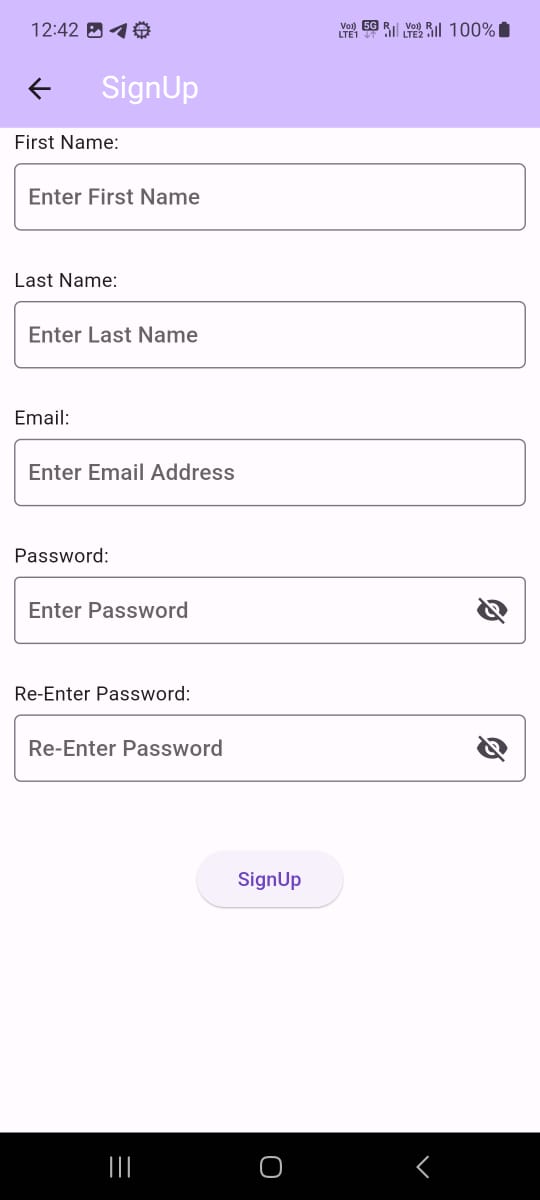 12:42 Vo)) LTE1 5G R Vo)) LTE2 R 100%
SignUp
First Name:
Enter First Name
Last Name:
Enter Last Name
Email:
Enter Email Address
Password:
Enter Password
Re-Enter Password:
Re-Enter Password
SignUp